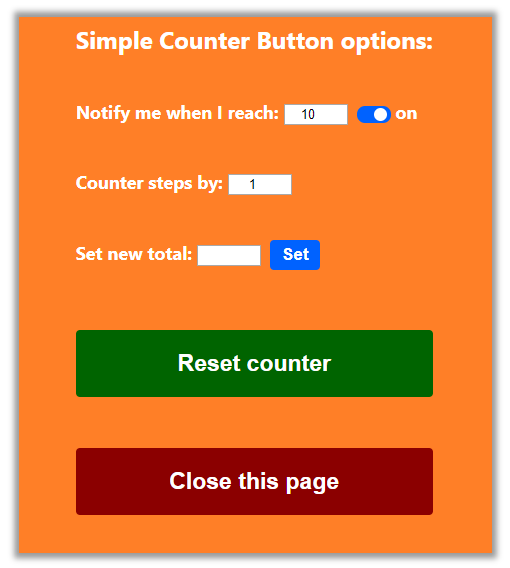 Simple Counter Button options:
Notify me when I reach: 10 on
Counter steps by: 1
Set new total: Set
Reset counter
Close this page